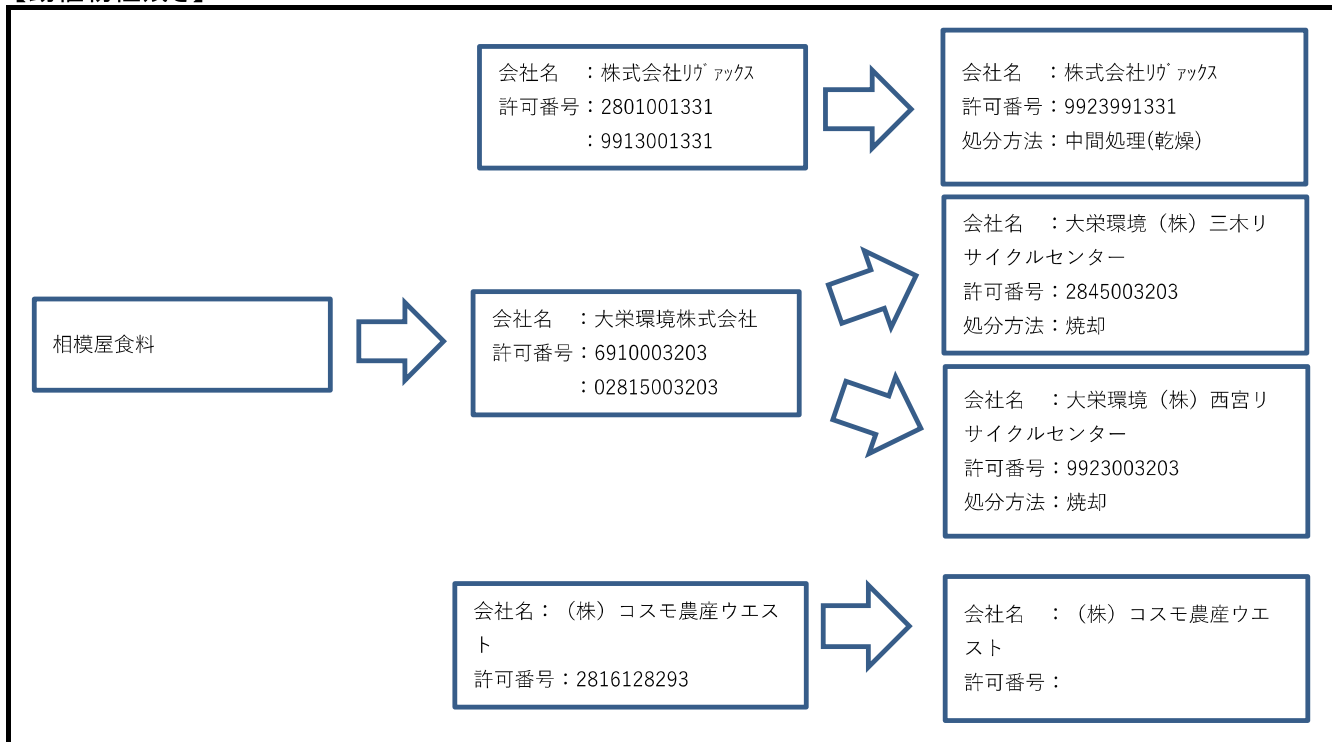 会社名　：株式会社ﾘｳﾞｧｯｸｽ
許可番号：2801001331
：9913001331
会社名　：株式会社ﾘｳﾞｧｯｸｽ
許可番号：9923991331
処分方法：中間処理(乾燥)
相模屋食料
会社名　：大栄環境株式会社
許可番号：6910003203
：02815003203
会社名　：大栄環境（株）三木リ
サイクルセンター
許可番号：2845003203
処分方法：焼却
会社名　：大栄環境（株）西宮リ
サイクルセンター
許可番号：9923003203
処分方法：焼却
会社名：（株）コスモ農産ウエス
ト
許可番号：2816128293
会社名　：（株）コスモ農産ウエ
スト
許可番号：